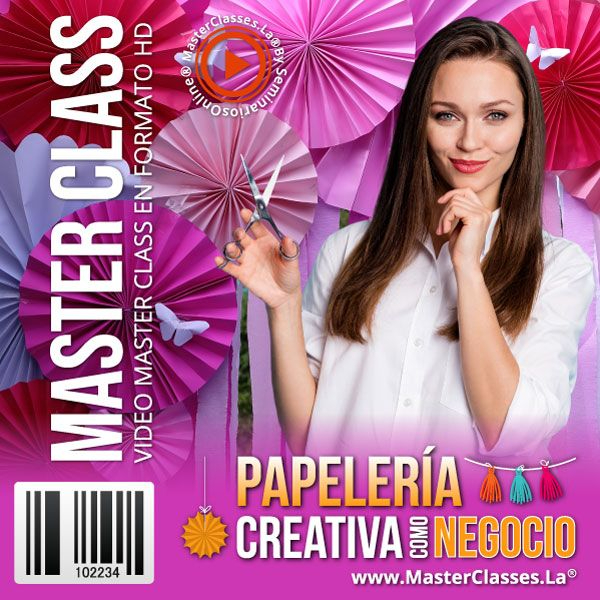 MasterClasses.La® By SeminariosOnline®
MASTER CLASS
VIDEO MASTER CLASS EN FORMATO HD
PAPELERÍA
CREATIVA COMO NEGOCIO
102234
www.MasterClasses.La®